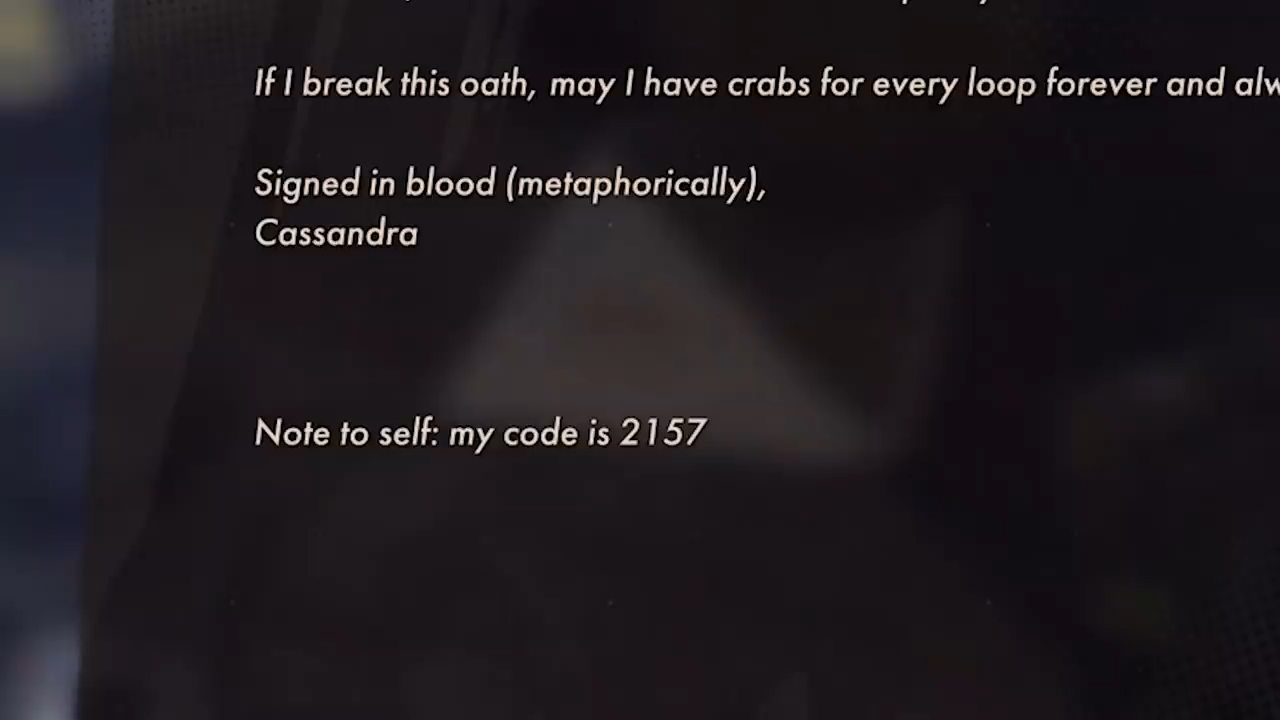 If I break this oath, may I have crabs for every loop forever and
Signed in blood (metaphorically),
Cassandra
Note to self: my code is 2157